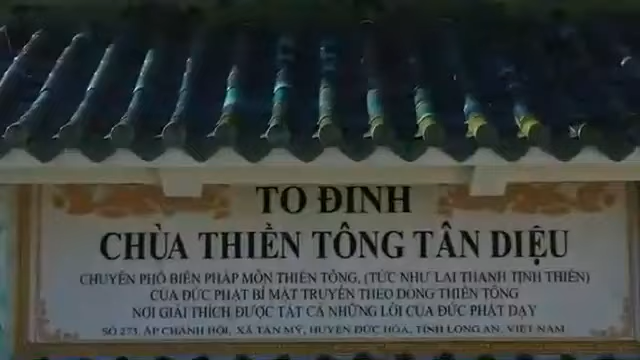 TỔ ĐÌNH
CHÙA THIỀN TÔNG TÂN DIỆU
CHUYÊN PHỔ BIẾN PHÁP MÔN THIỀN TÔNG, (TỨC NHƯ LAI THANH TỊNH THIỀN)
CỦA ĐỨC PHẬT BÍ MẬT TRUYỀN THEO DÒNG THIỀN TÔNG
NƠI GIẢI THÍCH ĐƯỢC TẤT CẢ NHỮNG LỜI CỦA ĐỨC PHẬT DẠY
SỐ 273, ẤP CHÁNH HỘI, XÃ TÂN MỸ, HUYỆN ĐỨC HÒA, TỈNH LONG AN, VIỆT NAM